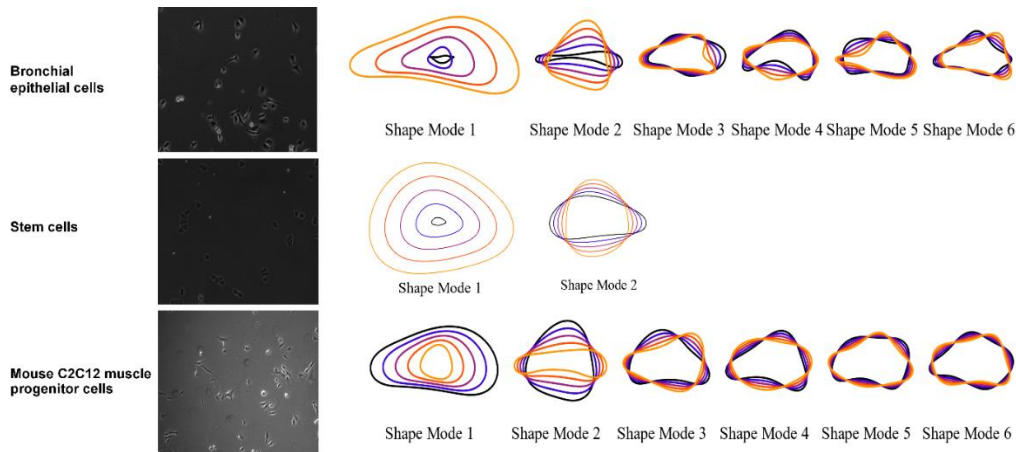 Bronchial
epithelial cells
Shape Mode 1
Shape Mode 2
Shape Mode 3
Shape Mode 4
Shape Mode 5
Shape Mode 6
Stem cells
Shape Mode 1
Shape Mode 2
Mouse C2C12 muscle
progenitor cells
Shape Mode 1
Shape Mode 2
Shape Mode 3
Shape Mode 4
Shape Mode 5
Shape Mode 6